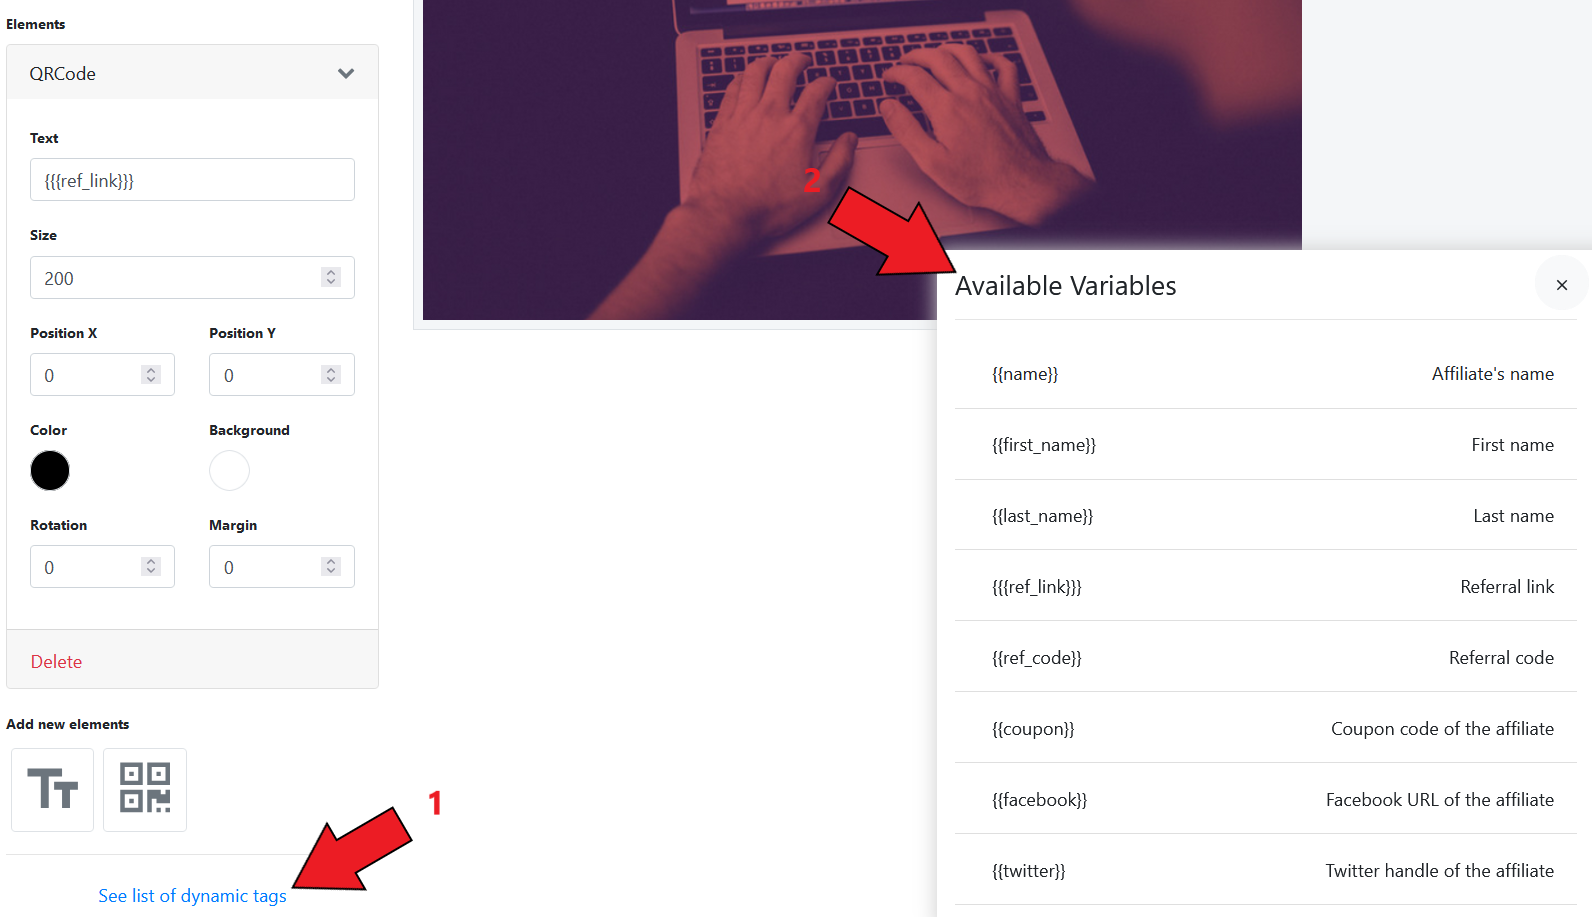 Elements
QRCode
Text
{{{ref_link}}}
Size
200
Position X
Position Y
0
0
Color
Background
Rotation
Margin
0
0
Delete
Add new elements
TT
1
See list of dynamic tags
2
Available Variables
×
{{name}} Affiliate's name
{{first_name}} First name
{{last_name}} Last name
{{{ref_link}}} Referral link
{{ref_code}} Referral code
{{coupon}} Coupon code of the affiliate
{{facebook}} Facebook URL of the affiliate
{{twitter}} Twitter handle of the affiliate